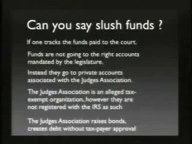 Can you say slush funds ?
If one tracks the funds paid to the court.
Funds are not going to the right accounts
mandated by the legislature.
Instead they go to private accounts
associated with the Judges Association.
The Judges Association is an alleged tax-
exempt organization, however they are
not registered with the IRS as such
The Judges Association raises bonds,
creates debt without tax-payer approval